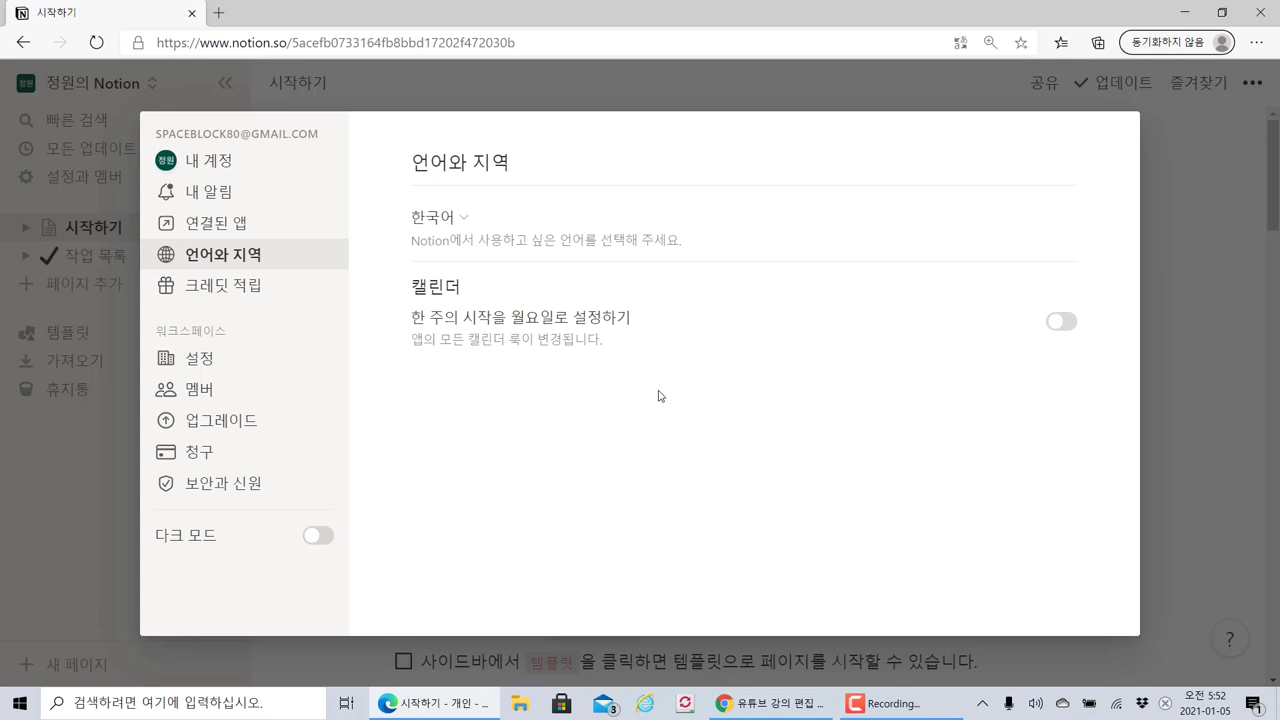 시작하기
https://www.notion.so/5acefb0733164fb8bbd17202f472030b
동기화하지 않음
정원 정원의 Notion
시작하기
공유 업데이트 즐겨찾기
빠른 검색
모든 업데이트
설정과 멤버
시작하기
작업 목록
페이지 추가
템플릿
가져오기
휴지통
새 페이지
SPACEBLOCK80@GMAIL.COM
정원 내 계정
내 알림
연결된 앱
언어와 지역
크레딧 적립
워크스페이스
설정
멤버
업그레이드
청구
보안과 신원
다크 모드
언어와 지역
한국어
Notion에서 사용하고 싶은 언어를 선택해 주세요.
캘린더
한 주의 시작을 월요일로 설정하기
앱의 모든 캘린더 룩이 변경됩니다.
사이드바에서 템플릿 을 클릭하면 템플릿으로 페이지를 시작할 수 있습니다.
?
검색하려면 여기에 입력하십시오.
시작하기 - 개인 - ...
3
유튜브 강의 편집 ...
Recording...
오전 5:52
2021-01-05
1